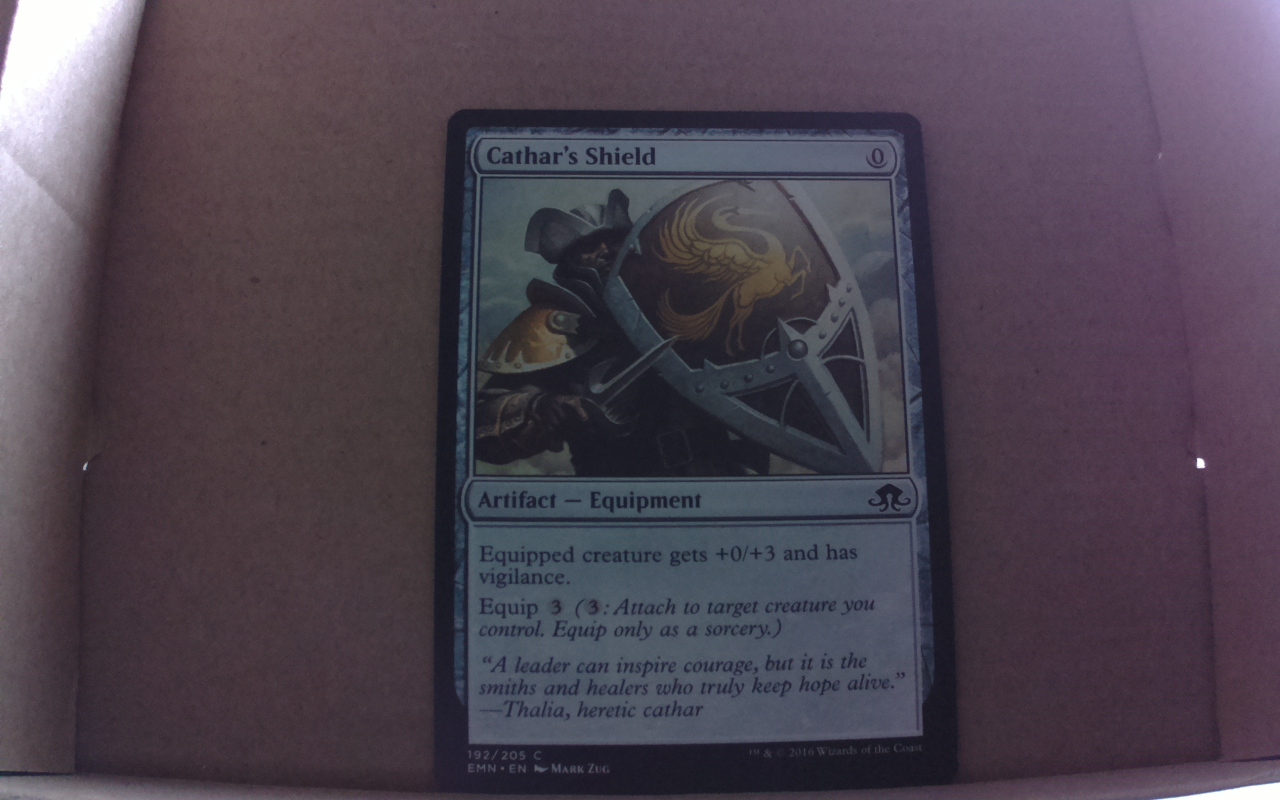 Cathar's Shield 0
Artifact — Equipment
Equipped creature gets +0/+3 and has
vigilance.
Equip 3 (3: Attach to target creature you
control. Equip only as a sorcery.)
“A leader can inspire courage, but it is the
smiths and healers who truly keep hope alive.”
—Thalia, heretic cathar
192/205 C
™ & © 2016 Wizards of the Coast
EMN • EN Mark Zug